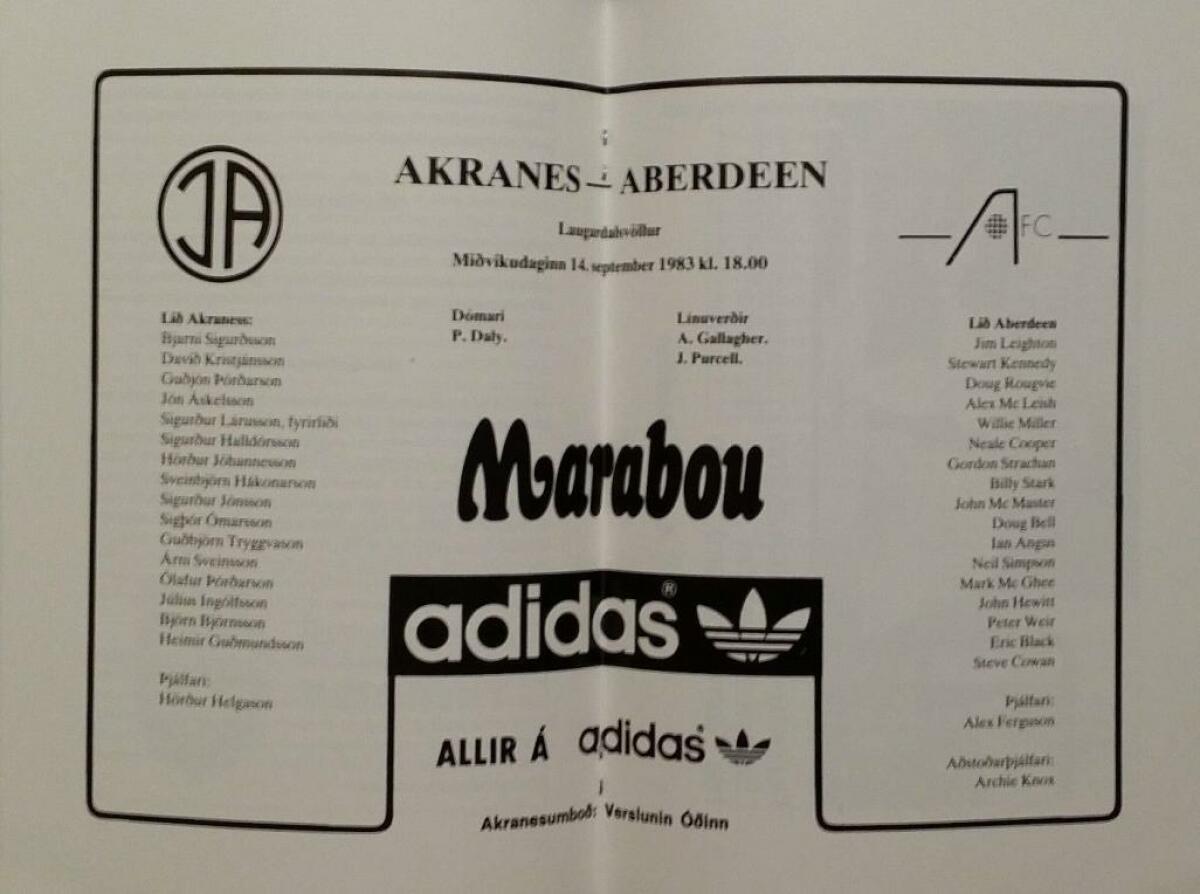 AKRANES – ABERDEEN
Laugardalsvöllur
Miðvikudaginn 14. september 1983 kl. 18.00
JA
AFC
Lið Akraness:
Bjarni Sigurðsson
Davíð Kristjánsson
Guðjón Þórðarson
Jón Áskelsson
Sigurður Lárusson, fyrirliði
Sigurður Halldórsson
Hörður Jóhannesson
Sveinbjörn Hákonarson
Sigurður Jónsson
Sigþór Ómarsson
Guðbjörn Tryggvason
Árni Sveinsson
Ólafur Þórðarson
Júlíus Ingólfsson
Björn Björnsson
Heimir Guðmundsson
Þjálfari:
Hörður Helgason
Dómari
P. Daly.
Línuverðir
A. Gallagher.
J. Purcell.
Marabou
adidas®
ALLIR Á adidas®
Akranesumboð: Verslunin Óðinn
Lið Aberdeen
Jim Leighton
Stewart Kennedy
Doug Rougvie
Alex Mc Leish
Willie Miller
Neale Cooper
Gordon Strachan
Billy Stark
John Mc Master
Doug Bell
Ian Angus
Neil Simpson
Mark Mc Ghee
John Hewitt
Peter Weir
Eric Black
Steve Cowan
Þjálfari:
Alex Ferguson
Aðstoðarþjálfari:
Archie Knox